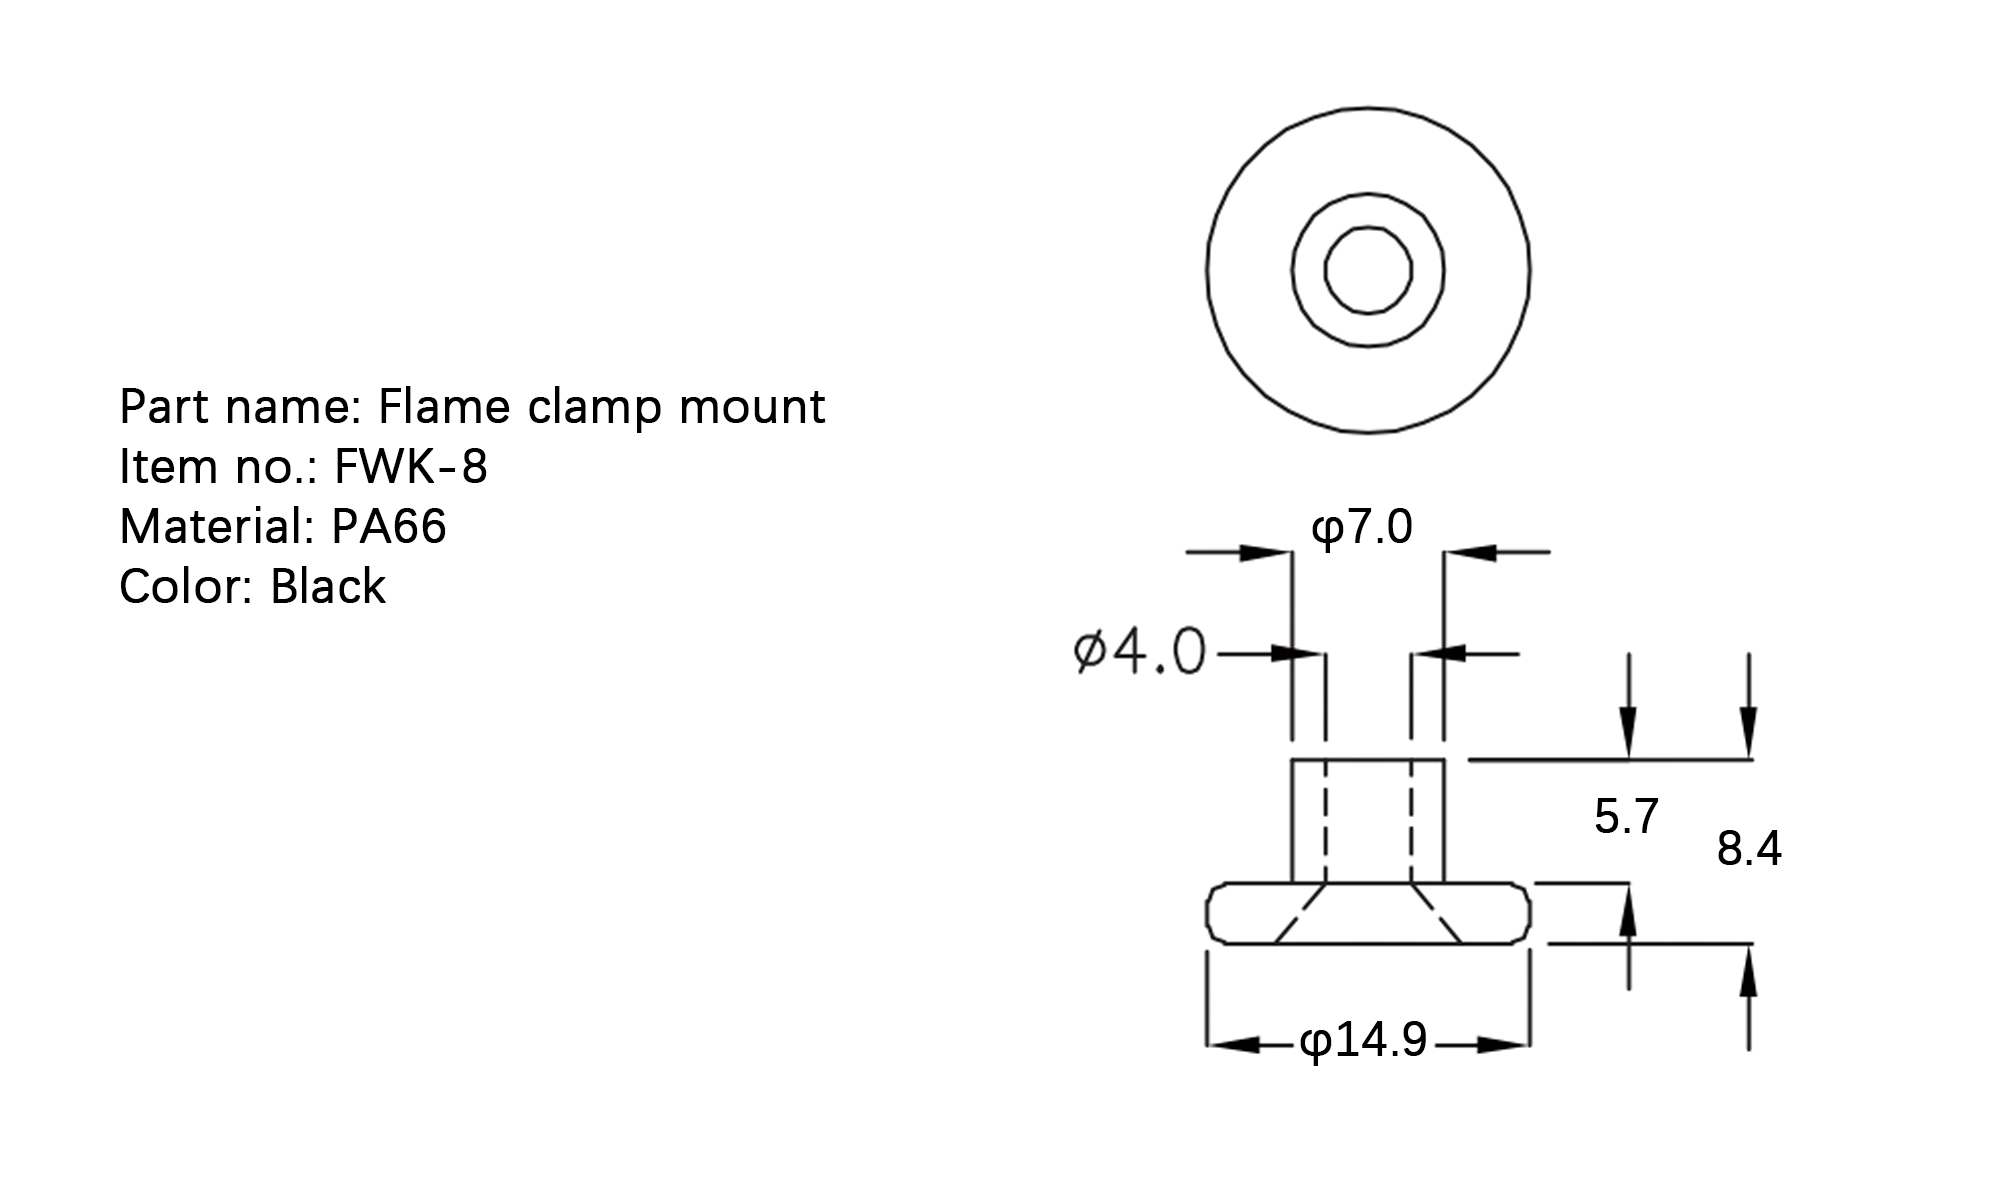 Part name: Flame clamp mount
Item no.: FWK-8
Material: PA66
Color: Black
φ7.0
⌀4.0
5.7
8.4
φ14.9